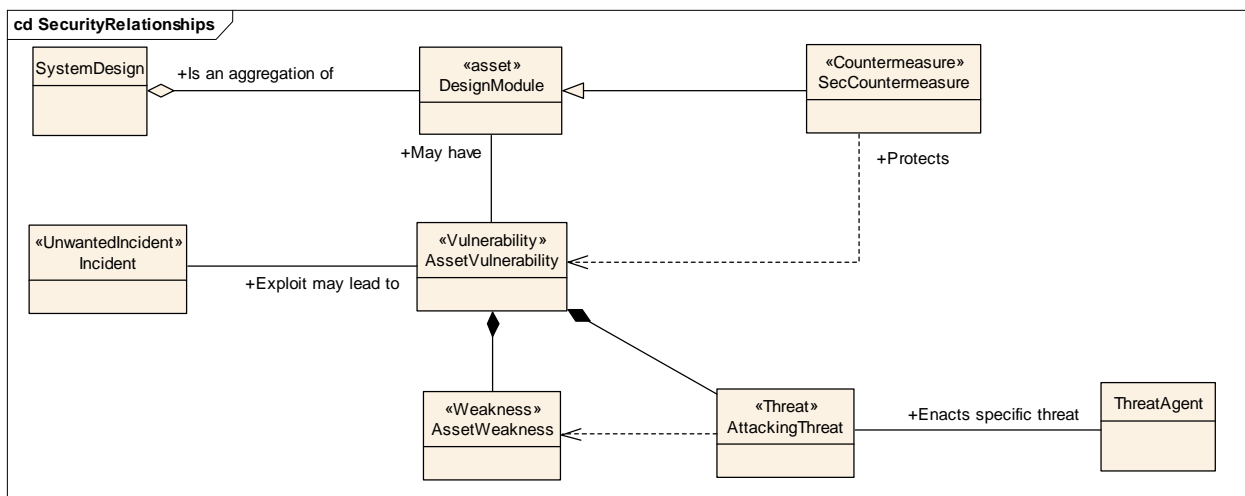 cd SecurityRelationships
SystemDesign
+Is an aggregation of
«asset»
DesignModule
«Countermeasure»
SecCountermeasure
+May have
+Protects
«UnwantedIncident»
Incident
+Exploit may lead to
«Vulnerability»
AssetVulnerability
«Weakness»
AssetWeakness
«Threat»
AttackingThreat
+Enacts specific threat
ThreatAgent